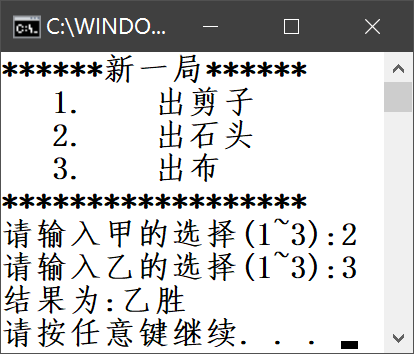 C:\WINDO...
******新一局******
1. 出剪子
2. 出石头
3. 出布
******************
请输入甲的选择(1~3):2
请输入乙的选择(1~3):3
结果为:乙胜
请按任意键继续. . .